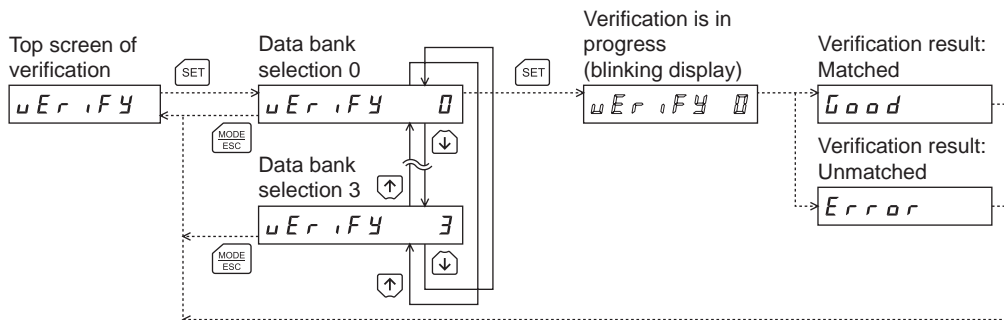 Top screen of
verification
uEriFY
SET
MODE
ESC
Data bank
selection 0
uEriFY 0
Data bank
selection 3
uEriFY 3
MODE
ESC
SET
Verification is in
progress
(blinking display)
uEriFY 0
Verification result:
Matched
Good
Verification result:
Unmatched
Error